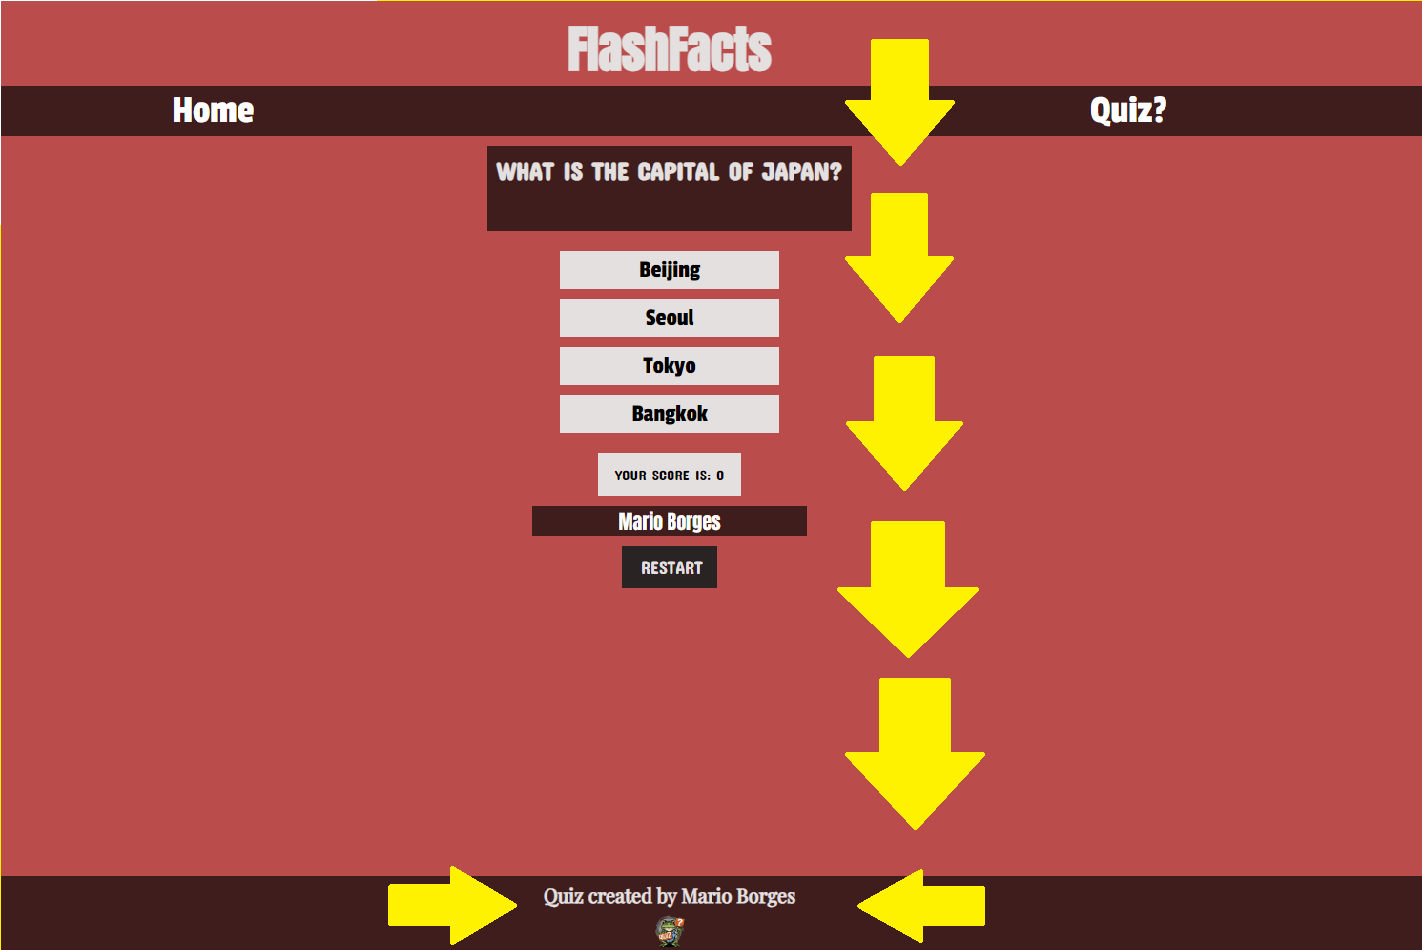 FlashFacts
Home Quiz?
WHAT IS THE CAPITAL OF JAPAN?
Beijing
Seoul
Tokyo
Bangkok
YOUR SCORE IS: 0
Mario Borges
RESTART
Quiz created by Mario Borges
?
QUIZ